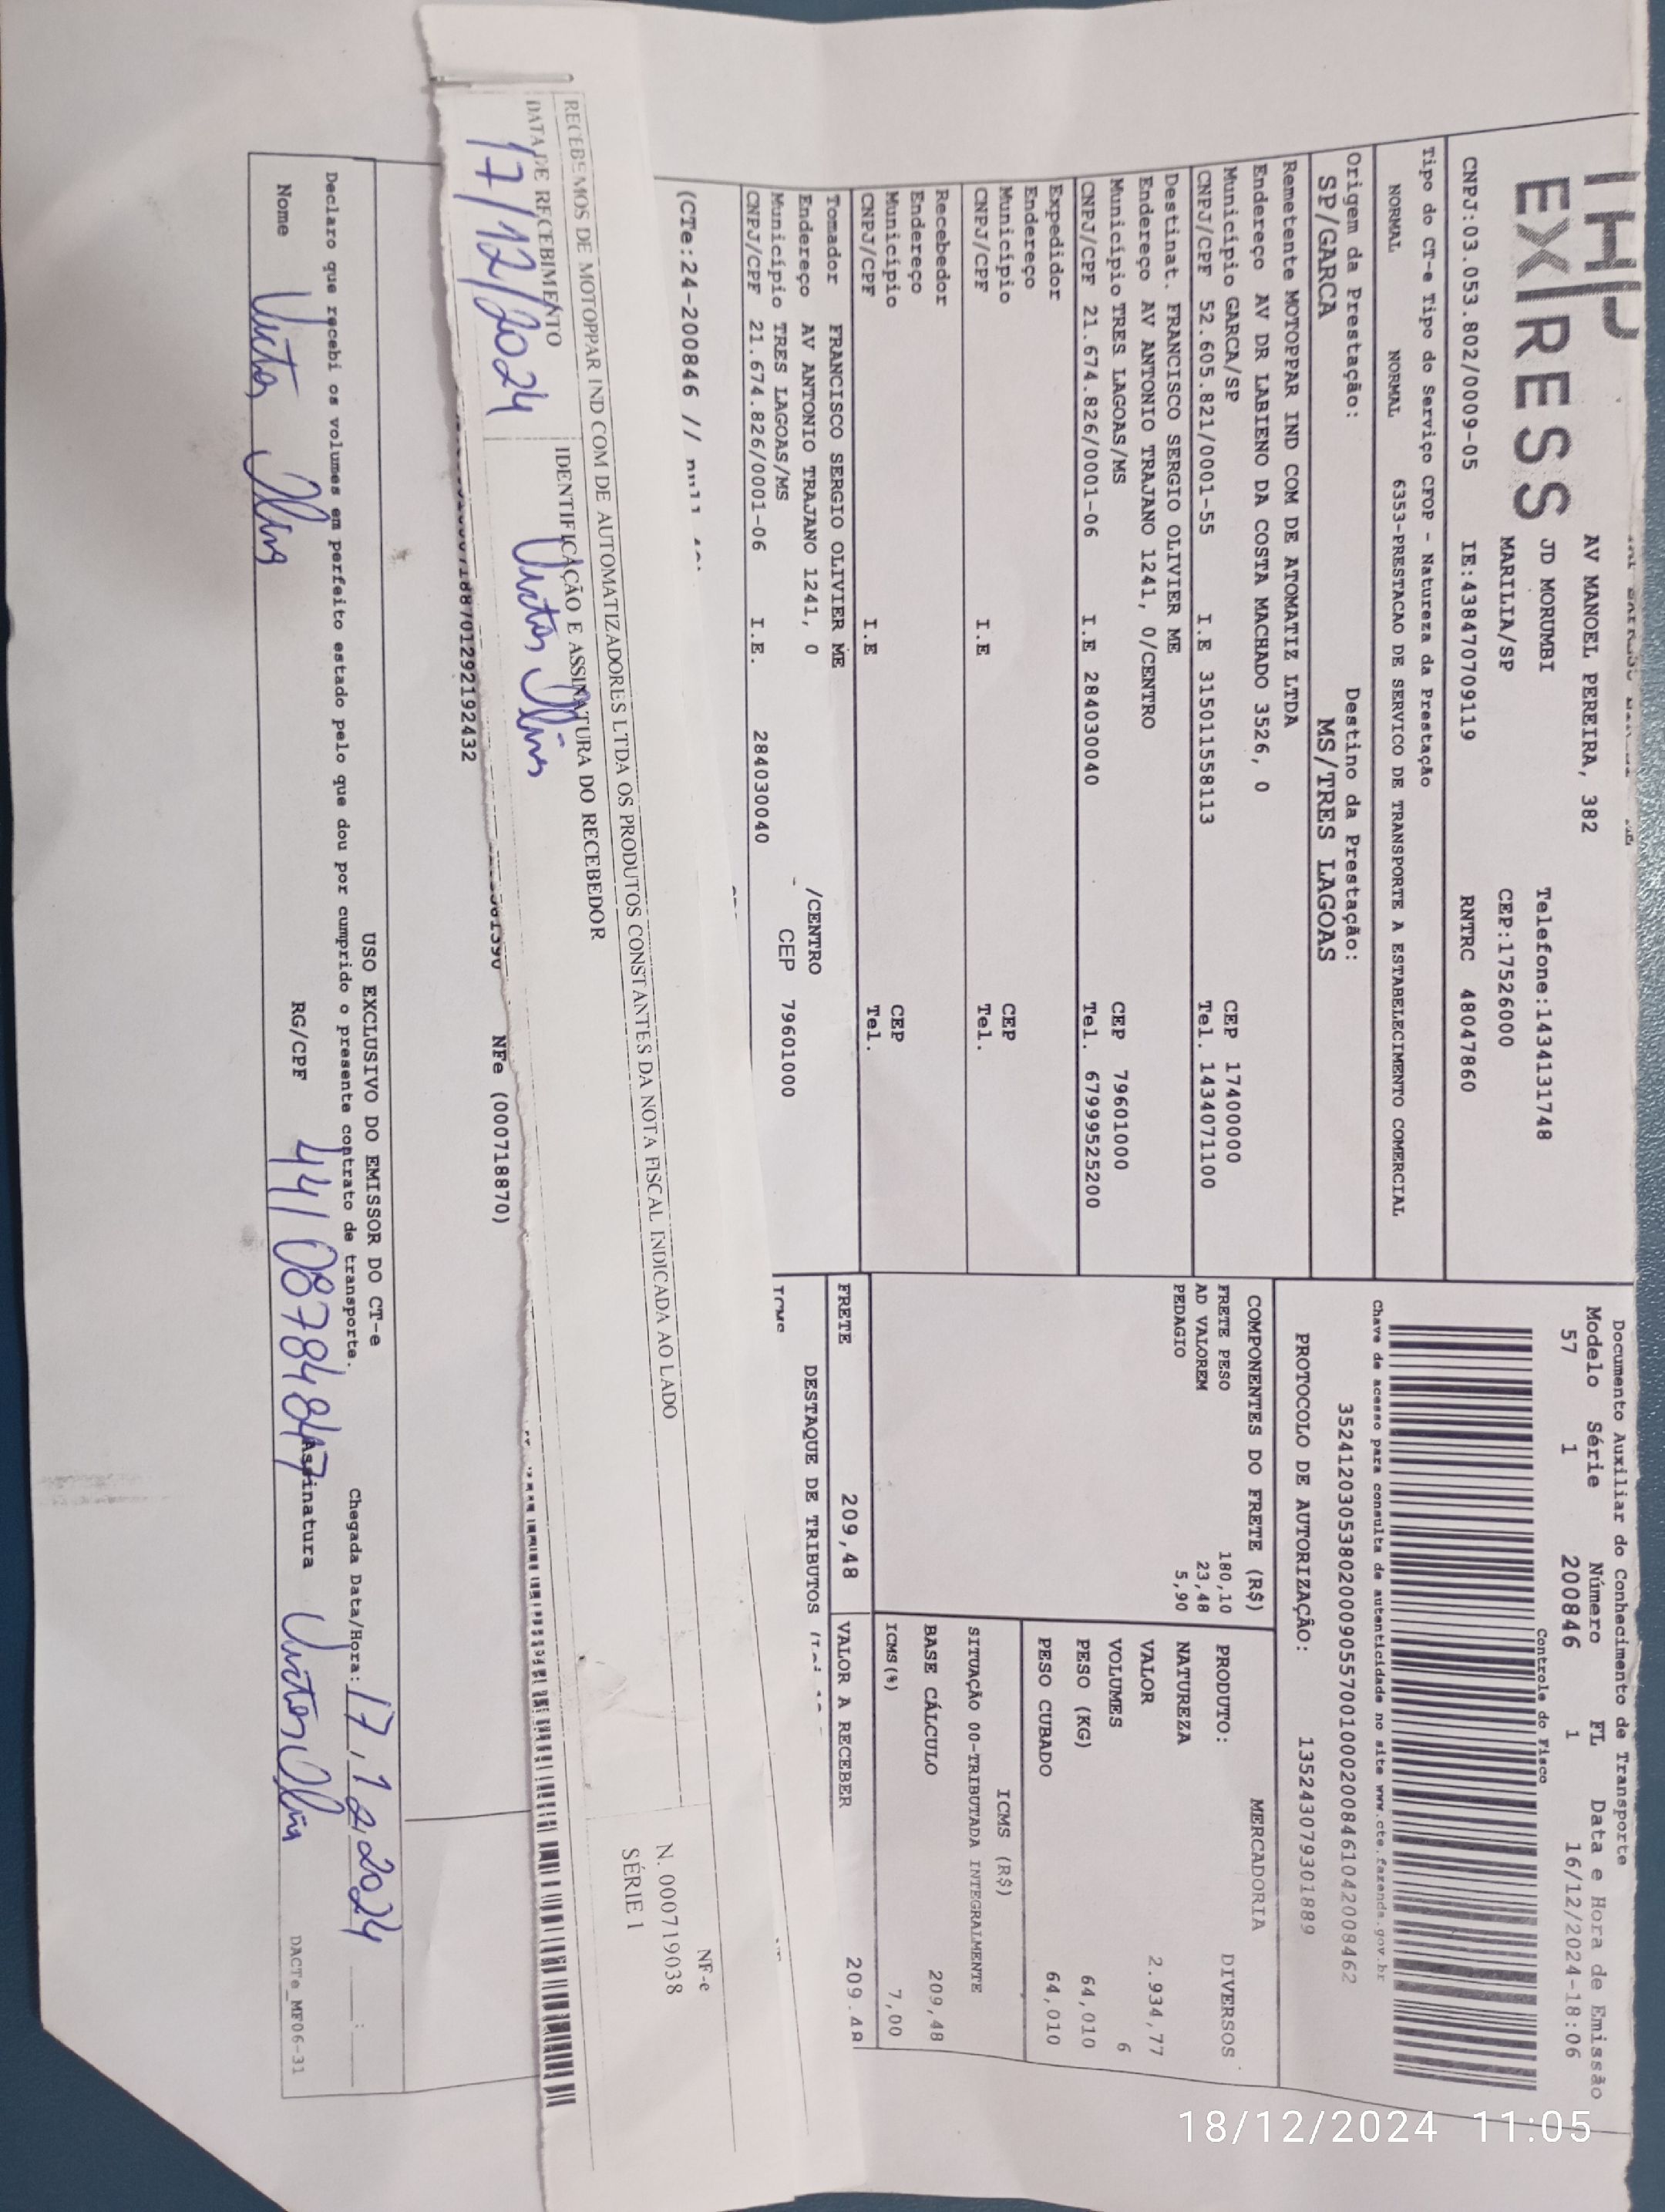 EXPRESS
AV MANOEL PEREIRA, 382
JD MORUMBI Telefone:1434131748
MARILIA/SP CEP:17526000
CNPJ:03.053.802/0009-05 IE:438470709119 RNTRC 48047860
Tipo do CT-e Tipo do Serviço CFOP - Natureza da Prestação
NORMAL NORMAL 6353-PRESTACAO DE SERVICO DE TRANSPORTE A ESTABELECIMENTO COMERCIAL
Origem da Prestação: Destino da Prestação:
SP/GARCA MS/TRES LAGOAS
Remetente MOTOPPAR IND COM DE ATOMATIZ LTDA
Endereço AV DR LABIENO DA COSTA MACHADO 3526, 0
Município GARCA/SP CEP 17400000
CNPJ/CPF 52.605.821/0001-55 I.E 315011558113 Tel. 1434071100
Destinat. FRANCISCO SERGIO OLIVIER ME
Endereço AV ANTONIO TRAJANO 1241, 0/CENTRO
Município TRES LAGOAS/MS CEP 79601000
CNPJ/CPF 21.674.826/0001-06 I.E 284030040 Tel. 67999525200
Expedidor
Endereço
Município CEP
CNPJ/CPF I.E Tel.
Recebedor
Endereço
Município CEP
CNPJ/CPF I.E Tel.
Tomador FRANCISCO SERGIO OLIVIER ME
Endereço AV ANTONIO TRAJANO 1241, 0 /CENTRO
Município TRES LAGOAS/MS CEP 79601000
CNPJ/CPF 21.674.826/0001-06 I.E. 284030040
(CTe:24-200846 //
Documento Auxiliar do Conhecimento de Transporte
Modelo Série Número FL Data e Hora de Emissão
57 1 200846 1 16/12/2024-18:06
Controle do Fisco
Chave de acesso para consulta de autenticidade no site www.cte.fazenda.gov.br
35241203053802000905570010002008461042008462
PROTOCOLO DE AUTORIZAÇÃO: 135243079301889
COMPONENTES DO FRETE (R$)
FRETE PESO 180,10
AD VALOREM 23,48
PEDAGIO 5,90
MERCADORIA
PRODUTO: DIVERSOS
NATUREZA
VALOR 2.934,77
VOLUMES 6
PESO (KG) 64,010
PESO CUBADO 64,010
ICMS (R$)
SITUAÇÃO 00-TRIBUTADA INTEGRALMENTE
BASE CÁLCULO 209,48
ICMS(%) 7,00
FRETE 209,48 VALOR A RECEBER 209.48
DESTAQUE DE TRIBUTOS
ICMS
RECEBEMOS DE MOTOPPAR IND COM DE AUTOMATIZADORES LTDA OS PRODUTOS CONSTANTES DA NOTA FISCAL INDICADA AO LADO
DATA DE RECEBIMENTO IDENTIFICAÇÃO E ASSINATURA DO RECEBEDOR
17/12/2024
NF-e
N. 000719038
SÉRIE 1
NFe (000718870)
USO EXCLUSIVO DO EMISSOR DO CT-e
Declaro que recebi os volumes em perfeito estado pelo que dou por cumprido o presente contrato de transporte. Chegada Data/Hora: 17.12.2024
Nome RG/CPF Assinatura
DACTe_MF06-31
18/12/2024 11:05